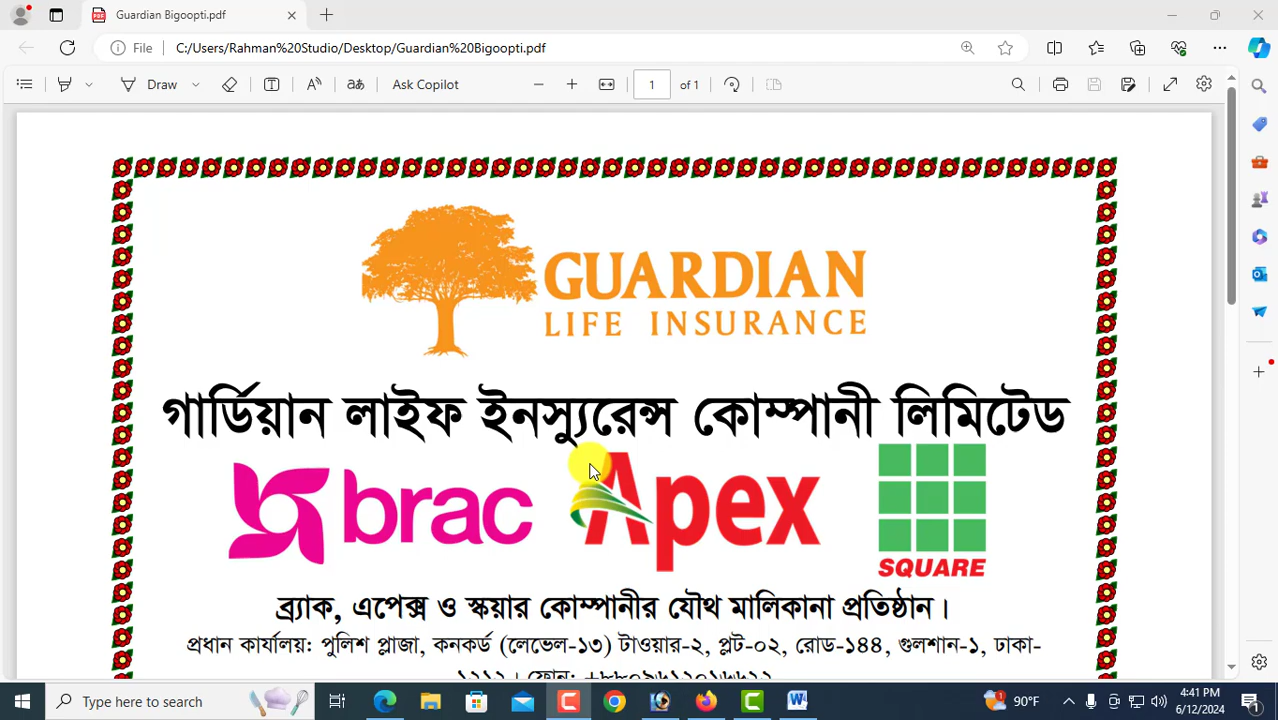 Guardian Bigoopti.pdf
File C:/Users/Rahman%20Studio/Desktop/Guardian%20Bigoopti.pdf
Draw aあ Ask Copilot 1 of 1
GUARDIAN
LIFE INSURANCE
গার্ডিয়ান লাইফ ইনস্যুরেন্স কোম্পানী লিমিটেড
brac Apex
SQUARE
ব্র্যাক, এপেক্স ও স্কয়ার কোম্পানীর যৌথ মালিকানা প্রতিষ্ঠান।
প্রধান কার্যালয়: পুলিশ প্লাজা, কনকর্ড (লেভেল-১৩) টাওয়ার-২, প্লট-০২, রোড-১৪৪, গুলশান-১, ঢাকা-
Type here to search 90°F 4:41 PM
6/12/2024